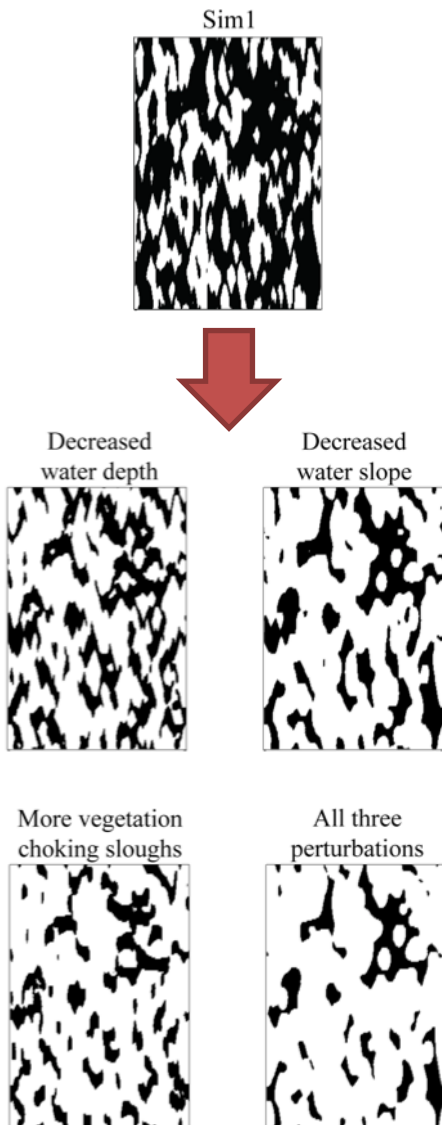 Sim1
Decreased
water depth
Decreased
water slope
More vegetation
choking sloughs
All three
perturbations